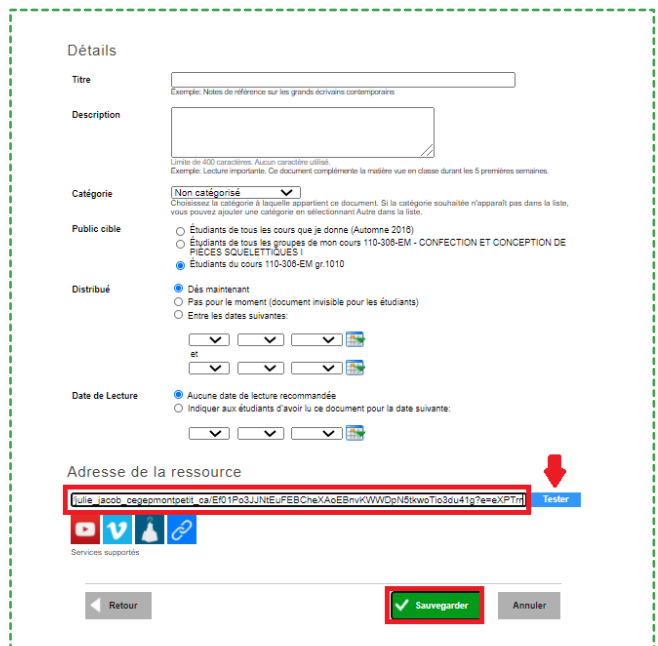 Détails
Titre
Exemple: Notes de référence sur les grands écrivains contemporains
Description
Limite de 400 caractères. Aucun caractère utilisé.
Exemple: Lecture importante. Ce document complémente la matière vue en classe durant les 5 premières semaines.
Catégorie
Non catégorisé
Choisissez la catégorie à laquelle appartient ce document. Si la catégorie souhaitée n'apparaît pas dans la liste,
vous pouvez ajouter une catégorie en sélectionnant Autre dans la liste.
Public cible
Étudiants de tous les cours que je donne (Automne 2016)
Étudiants de tous les groupes de mon cours 110-306-EM - CONFECTION ET CONCEPTION DE
PIÈCES SQUELETTIQUES I
Étudiants du cours 110-306-EM gr.1010
Distribué
Dès maintenant
Pas pour le moment (document invisible pour les étudiants)
Entre les dates suivantes:
et
Date de Lecture
Aucune date de lecture recommandée
Indiquer aux étudiants d'avoir lu ce document pour la date suivante:
Adresse de la ressource
/julie_jacob_cegepmontpetit_ca/Ef01Po3JJNtEuFEBCheXAoEBnvKWWDpN5tkwoTio3du41g?e=eXPTrr
Tester
Services supportés
Retour
Sauvegarder
Annuler